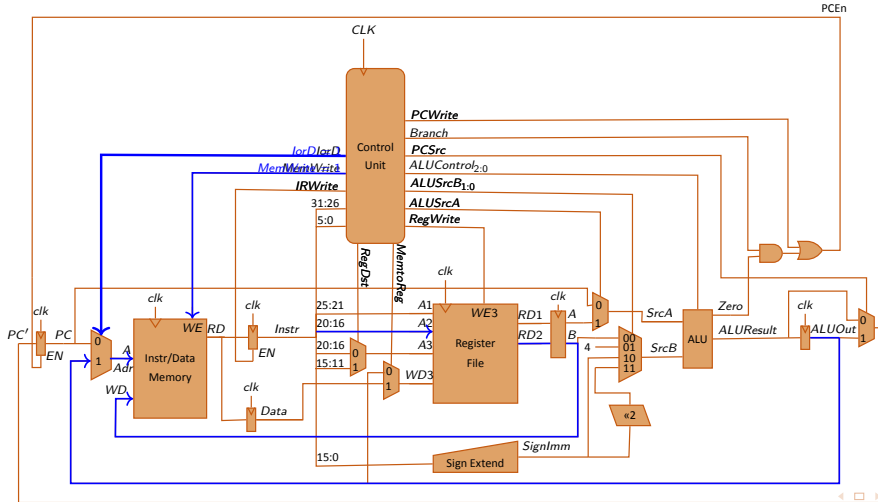 PCEn
CLK
PCWrite
Branch
PCSrc
ALUControl2:0
ALUSrcB1:0
ALUSrcA
RegWrite
Control
Unit
IorD
IorD
MemWrite
IRWrite
31:26
5:0
RegDst
MemtoReg
clk
PC′
PC
EN
0
1
A
Adr
WD
clk
WE
RD
Instr/Data
Memory
clk
Instr
EN
clk
Data
25:21
20:16
20:16
15:11
15:0
0
1
0
1
clk
A1
A2
A3
WD3
WE3
RD1
RD2
Register
File
clk
A
B
0
1
4
00
01
10
11
SrcA
SrcB
ALU
Zero
ALUResult
clk
ALUOut
0
1
«2
SignImm
Sign Extend